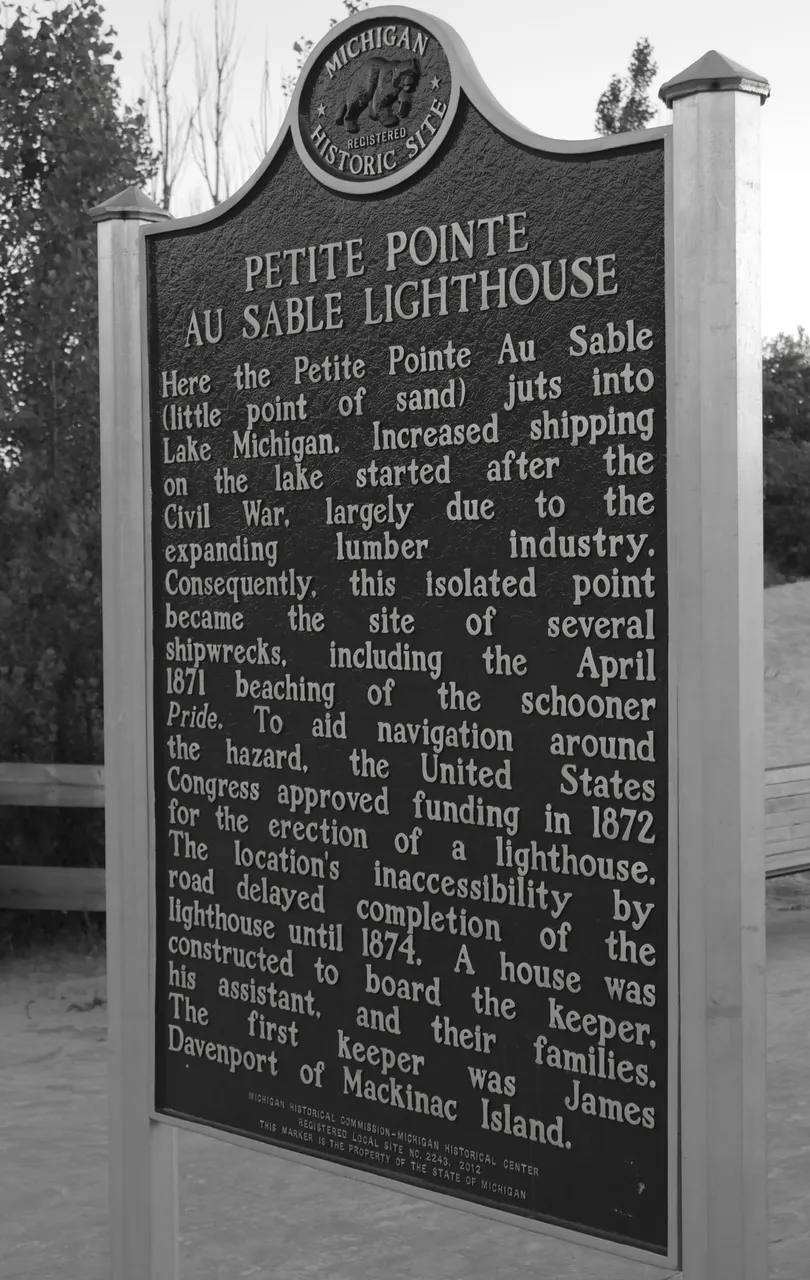 MICHIGAN
REGISTERED
HISTORIC SITE
PETITE POINTE
AU SABLE LIGHTHOUSE
Here the Petite Pointe Au Sable
(little point of sand) juts into
Lake Michigan. Increased shipping
on the lake started after the
Civil War, largely due to the
expanding lumber industry.
Consequently, this isolated point
became the site of several
shipwrecks, including the April
1871 beaching of the schooner
Pride. To aid navigation around
the hazard, the United States
Congress approved funding in 1872
for the erection of a lighthouse.
The location's inaccessibility by
road delayed completion of the
lighthouse until 1874. A house was
constructed to board the keeper,
his assistant, and their families.
The first keeper was James
Davenport of Mackinac Island.
MICHIGAN HISTORICAL COMMISSION-MICHIGAN HISTORICAL CENTER
REGISTERED LOCAL SITE NO. 2243, 2012
THIS MARKER IS THE PROPERTY OF THE STATE OF MICHIGAN